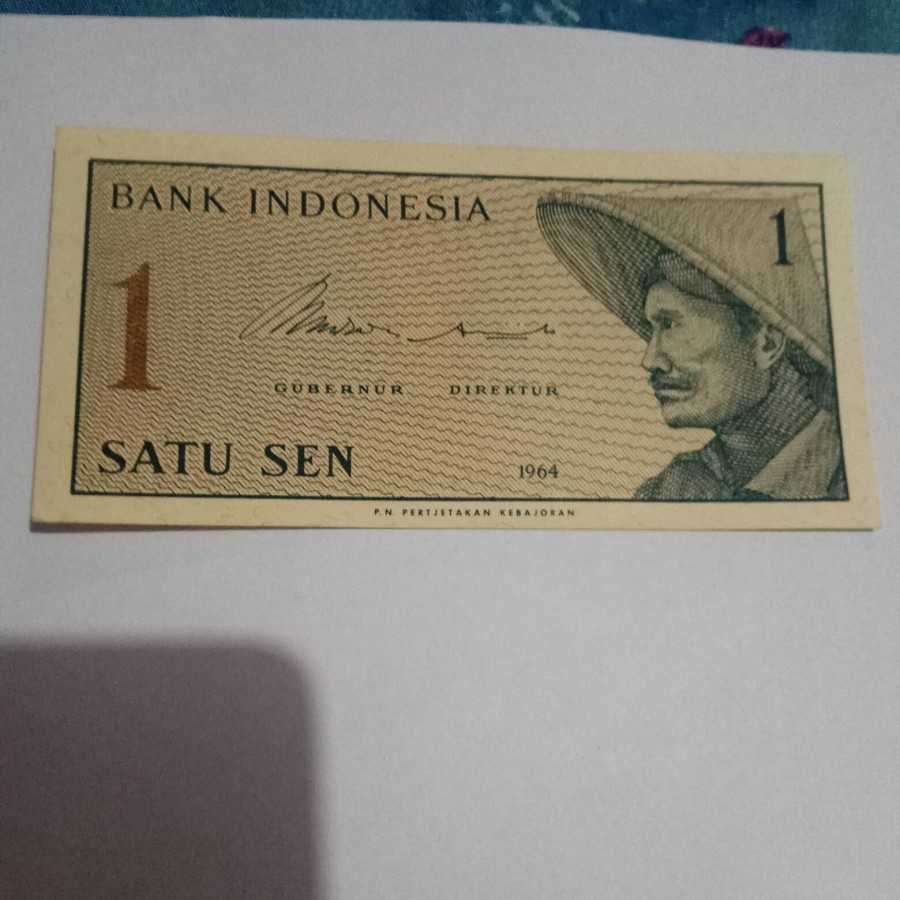 BANK INDONESIA
1
1
GUBERNUR DIREKTUR
SATU SEN
1964
P.N. PERTJETAKAN KEBAJORAN